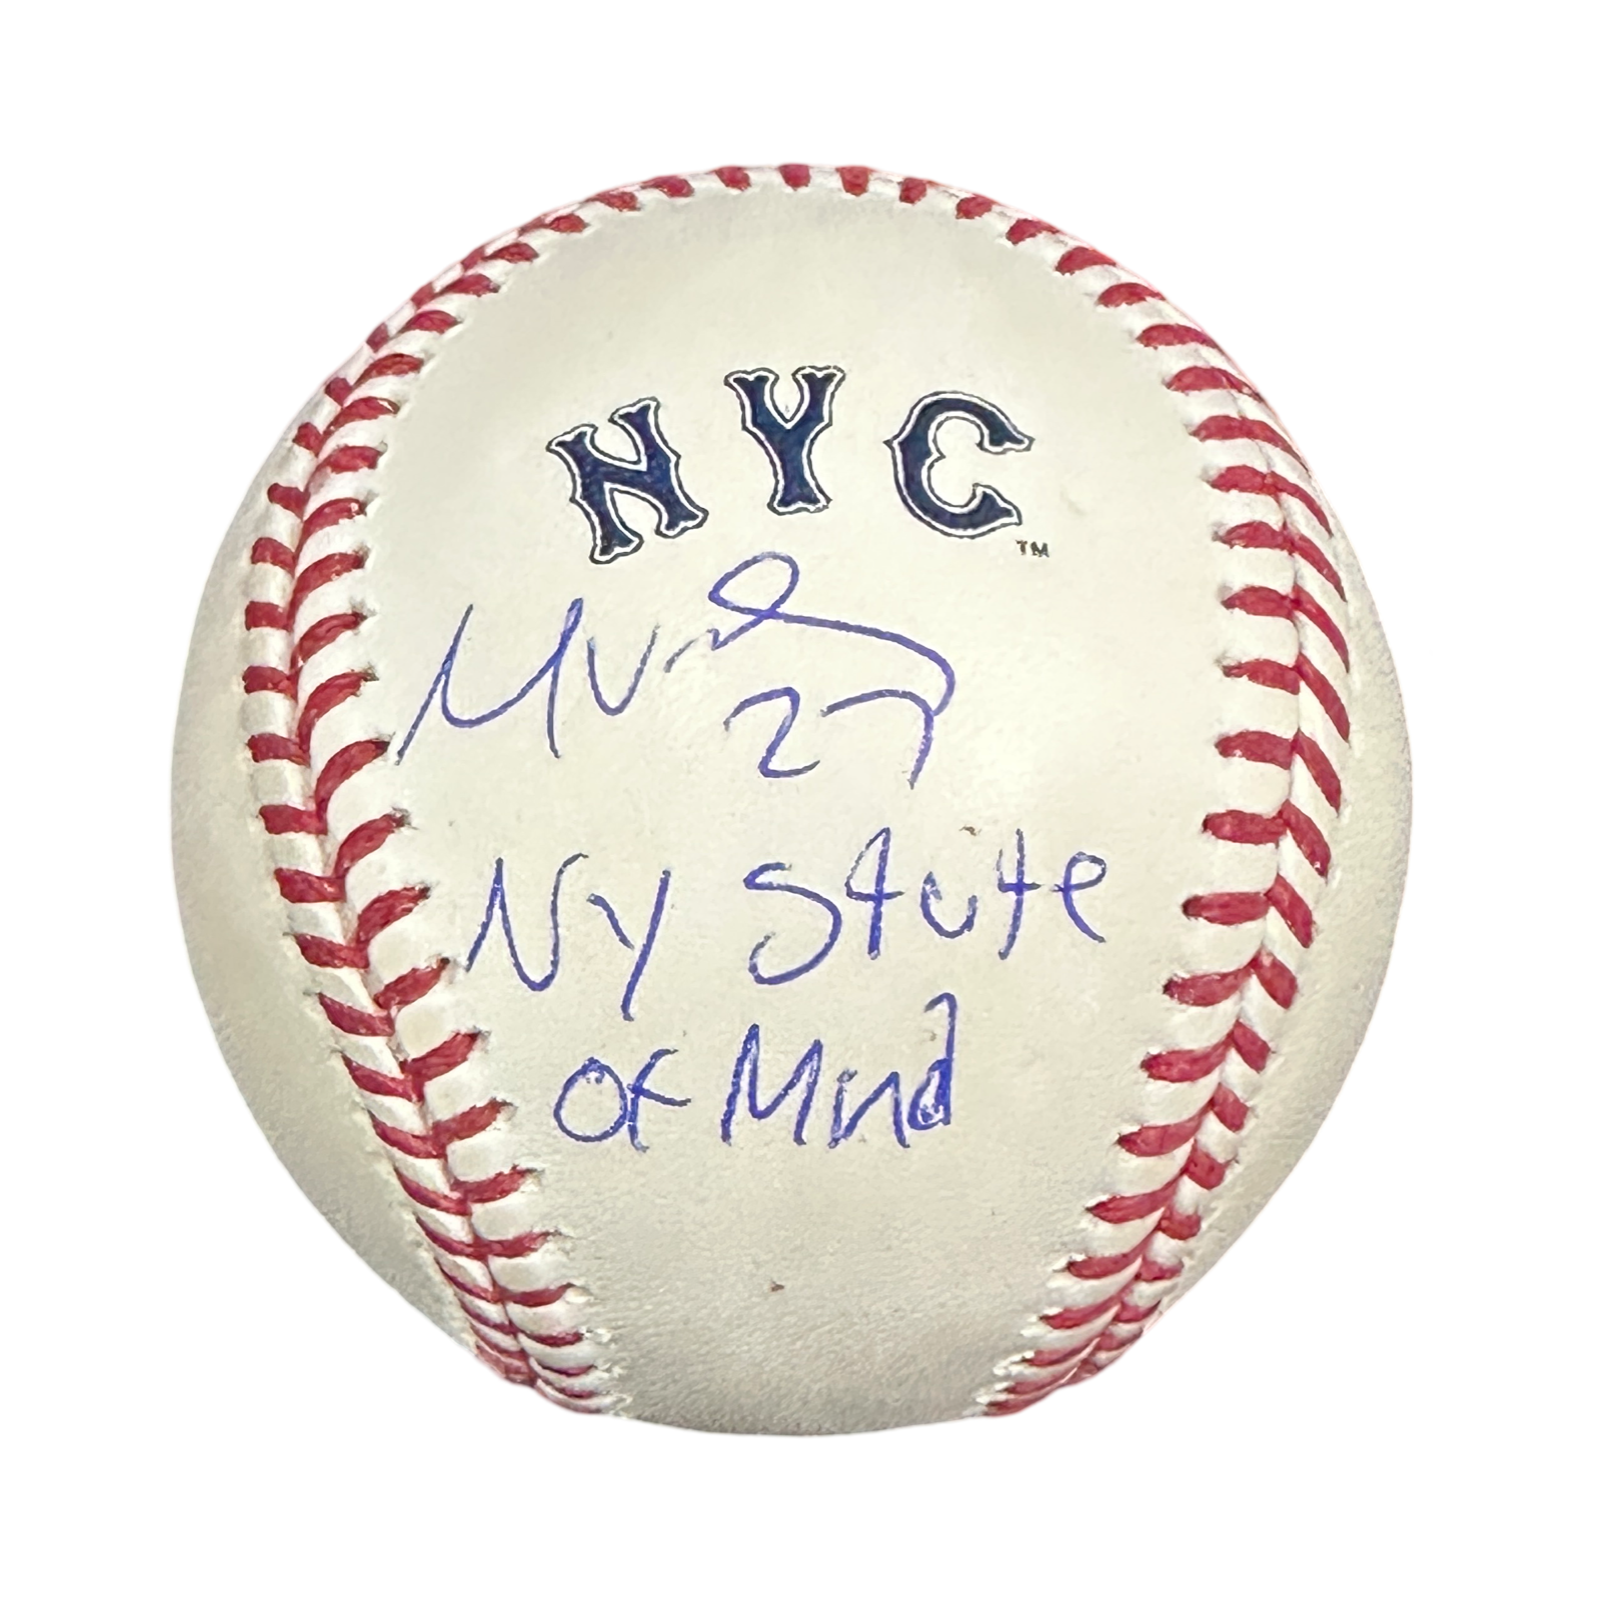 NYC
TM
27
NY State
Of Mind